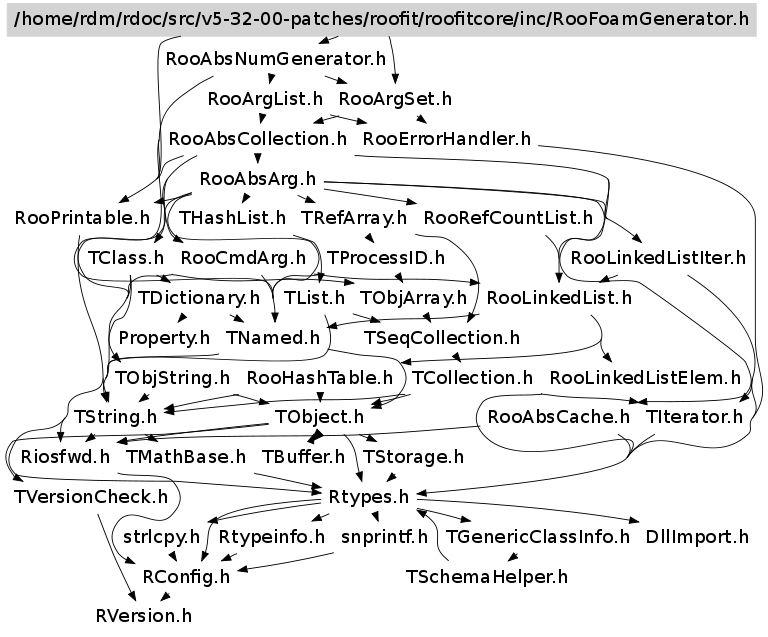 /home/rdm/rdoc/src/v5-32-00-patches/roofit/roofitcore/inc/RooFoamGenerator.h
RooAbsNumGenerator.h
RooArgList.h RooArgSet.h
RooAbsCollection.h RooErrorHandler.h
RooAbsArg.h
RooPrintable.h THashList.h TRefArray.h RooRefCountList.h
TClass.h RooCmdArg.h TProcessID.h RooLinkedListIter.h
TDictionary.h TList.h TObjArray.h RooLinkedList.h
Property.h TNamed.h TSeqCollection.h
TObjString.h RooHashTable.h TCollection.h RooLinkedListElem.h
TString.h TObject.h RooAbsCache.h TIterator.h
Riosfwd.h TMathBase.h TBuffer.h TStorage.h
TVersionCheck.h Rtypes.h
strlcpy.h Rtypeinfo.h snprintf.h TGenericClassInfo.h DllImport.h
RConfig.h TSchemaHelper.h
RVersion.h